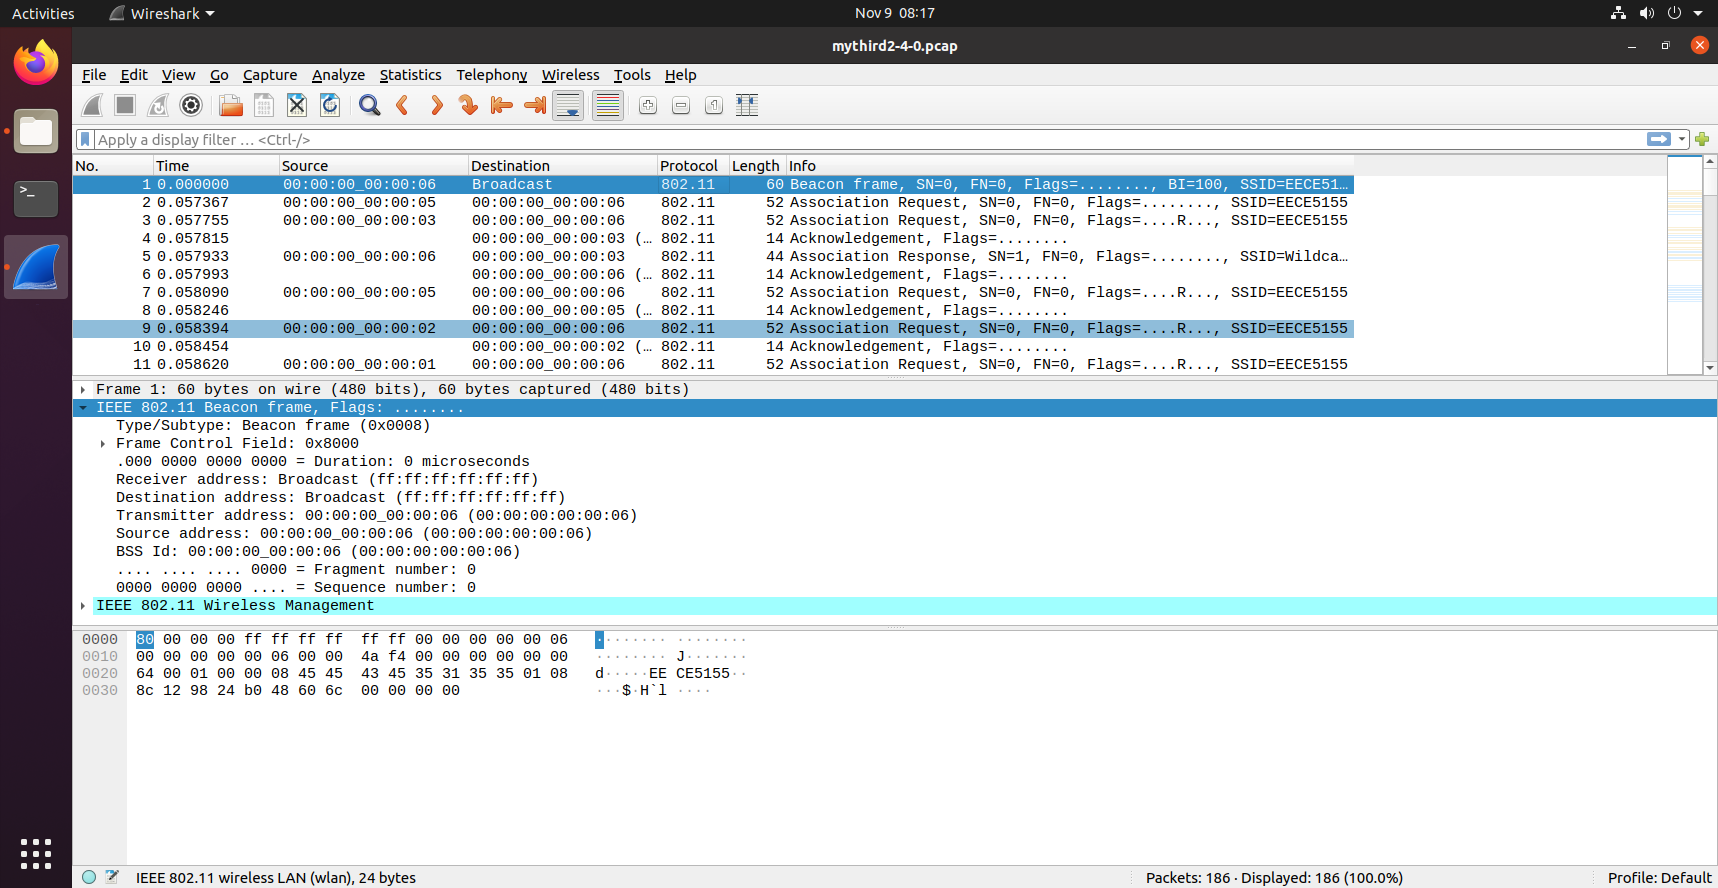 Activities Wireshark Nov 9 08:17
mythird2-4-0.pcap
File Edit View Go Capture Analyze Statistics Telephony Wireless Tools Help
Apply a display filter … <Ctrl-/>
No. Time Source Destination Protocol Length Info
1 0.000000 00:00:00_00:00:06 Broadcast 802.11 60 Beacon frame, SN=0, FN=0, Flags=........, BI=100, SSID=EECE51…
2 0.057367 00:00:00_00:00:05 00:00:00_00:00:06 802.11 52 Association Request, SN=0, FN=0, Flags=........, SSID=EECE5155
3 0.057755 00:00:00_00:00:03 00:00:00_00:00:06 802.11 52 Association Request, SN=0, FN=0, Flags=....R..., SSID=EECE5155
4 0.057815 00:00:00_00:00:03 (… 802.11 14 Acknowledgement, Flags=........
5 0.057933 00:00:00_00:00:06 00:00:00_00:00:03 802.11 44 Association Response, SN=1, FN=0, Flags=........, SSID=Wildca…
6 0.057993 00:00:00_00:00:06 (… 802.11 14 Acknowledgement, Flags=........
7 0.058090 00:00:00_00:00:05 00:00:00_00:00:06 802.11 52 Association Request, SN=0, FN=0, Flags=....R..., SSID=EECE5155
8 0.058246 00:00:00_00:00:05 (… 802.11 14 Acknowledgement, Flags=........
9 0.058394 00:00:00_00:00:02 00:00:00_00:00:06 802.11 52 Association Request, SN=0, FN=0, Flags=....R..., SSID=EECE5155
10 0.058454 00:00:00_00:00:02 (… 802.11 14 Acknowledgement, Flags=........
11 0.058620 00:00:00_00:00:01 00:00:00_00:00:06 802.11 52 Association Request, SN=0, FN=0, Flags=....R..., SSID=EECE5155
Frame 1: 60 bytes on wire (480 bits), 60 bytes captured (480 bits)
IEEE 802.11 Beacon frame, Flags: ........
Type/Subtype: Beacon frame (0x0008)
Frame Control Field: 0x8000
.000 0000 0000 0000 = Duration: 0 microseconds
Receiver address: Broadcast (ff:ff:ff:ff:ff:ff)
Destination address: Broadcast (ff:ff:ff:ff:ff:ff)
Transmitter address: 00:00:00_00:00:06 (00:00:00:00:00:06)
Source address: 00:00:00_00:00:06 (00:00:00:00:00:06)
BSS Id: 00:00:00_00:00:06 (00:00:00:00:00:06)
.... .... .... 0000 = Fragment number: 0
0000 0000 0000 .... = Sequence number: 0
IEEE 802.11 Wireless Management
0000 80 00 00 00 ff ff ff ff ff ff 00 00 00 00 00 06 ········ ········
0010 00 00 00 00 00 06 00 00 4a f4 00 00 00 00 00 00 ········ J·······
0020 64 00 01 00 00 08 45 45 43 45 35 31 35 35 01 08 d·····EE CE5155··
0030 8c 12 98 24 b0 48 60 6c 00 00 00 00 ···$·H`l ····
IEEE 802.11 wireless LAN (wlan), 24 bytes Packets: 186 · Displayed: 186 (100.0%) Profile: Default